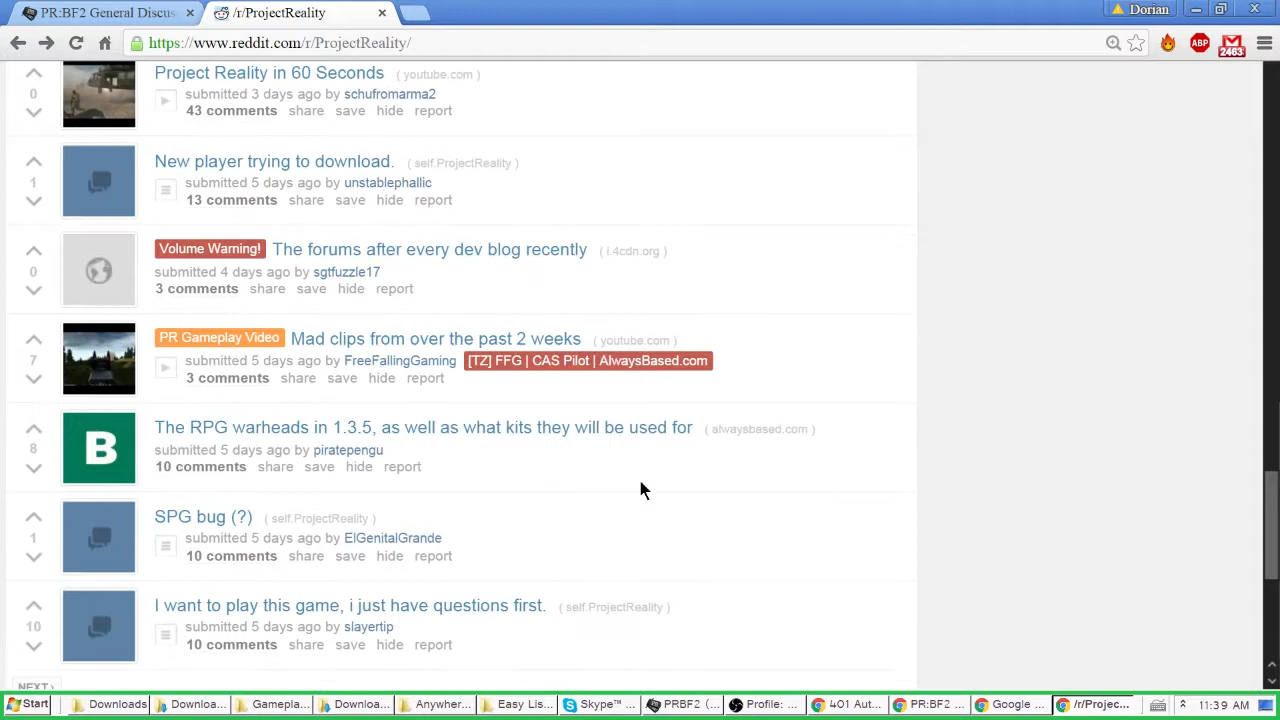 PR:BF2 General Discus
/r/ProjectReality
Dorian
https://www.reddit.com/r/ProjectReality/
ABP
2463
Project Reality in 60 Seconds ( youtube.com )
0
submitted 3 days ago by schufromarma2
43 comments share save hide report
New player trying to download. ( self.ProjectReality )
1
submitted 5 days ago by unstablephallic
13 comments share save hide report
Volume Warning! The forums after every dev blog recently ( i.4cdn.org )
0
submitted 4 days ago by sgtfuzzle17
3 comments share save hide report
PR Gameplay Video Mad clips from over the past 2 weeks ( youtube.com )
7
submitted 5 days ago by FreeFallingGaming [TZ] FFG | CAS Pilot | AlwaysBased.com
3 comments share save hide report
The RPG warheads in 1.3.5, as well as what kits they will be used for ( alwaysbased.com )
8
B
submitted 5 days ago by piratepengu
10 comments share save hide report
SPG bug (?) ( self.ProjectReality )
1
submitted 5 days ago by ElGenitalGrande
10 comments share save hide report
I want to play this game, i just have questions first. ( self.ProjectReality )
10
submitted 5 days ago by slayertip
10 comments share save hide report
NEXT ›
Start Downloads Downloa... Gamepla... Downloa... Anywher... Easy Lis... Skype™ ... PRBF2 (... Profile: ... 401 Aut... PR:BF2 ... Google ... /r/Projec... 11:39 AM